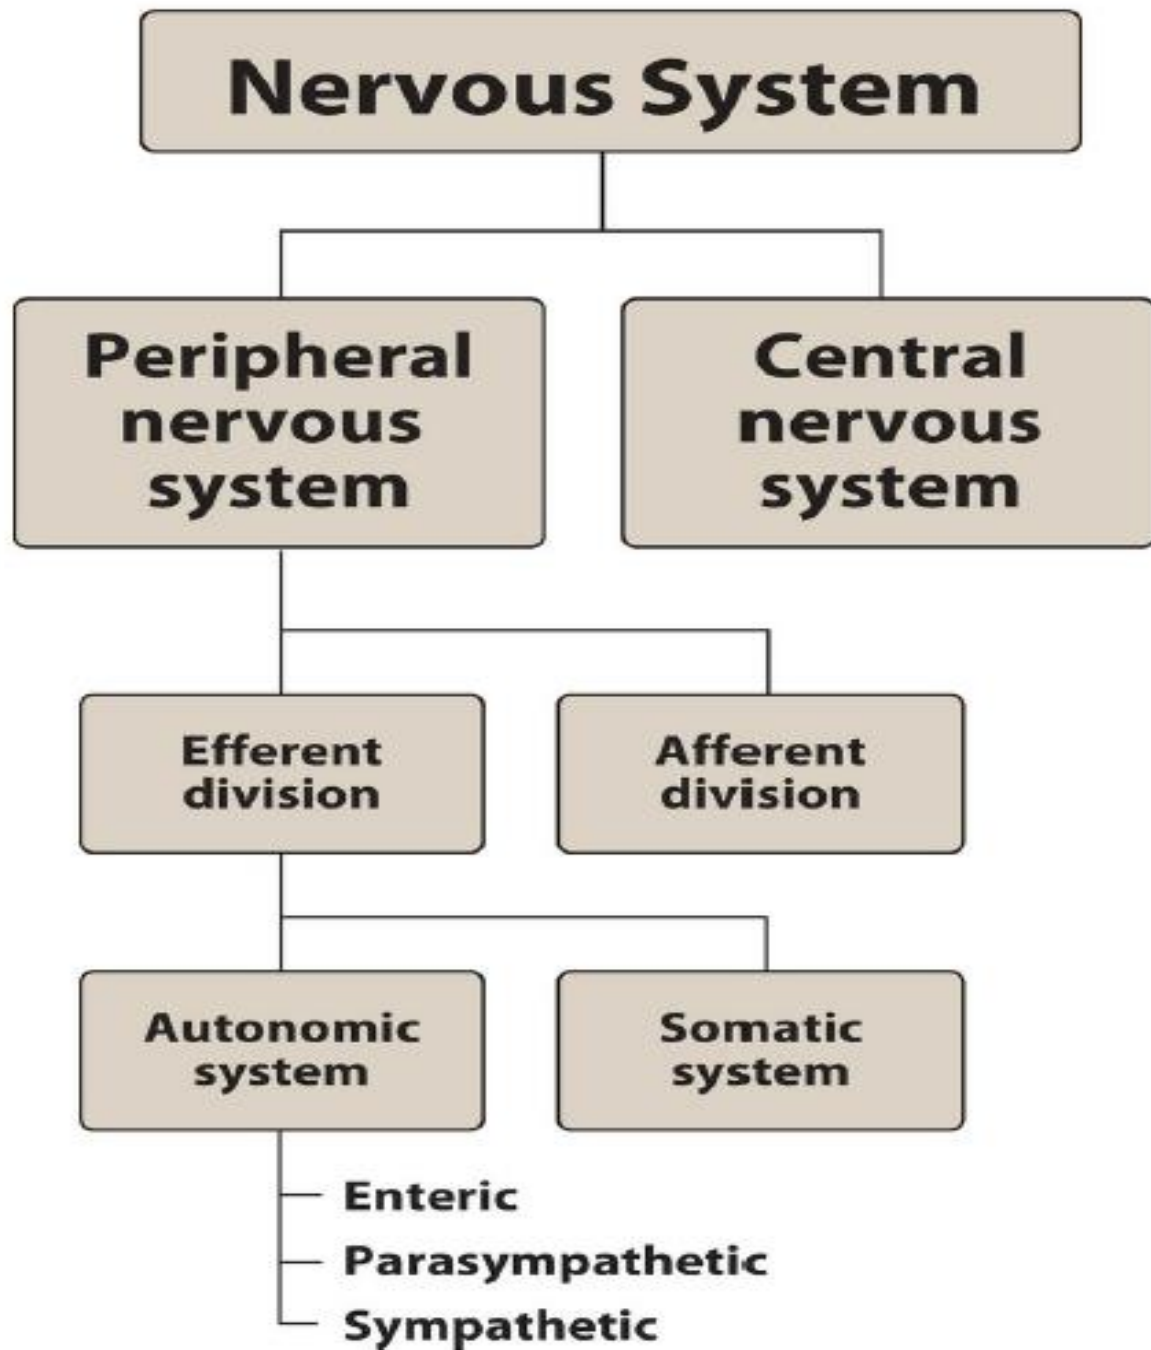 Nervous System
Peripheral
nervous
system
Central
nervous
system
Efferent
division
Afferent
division
Autonomic
system
Somatic
system
Enteric
Parasympathetic
Sympathetic